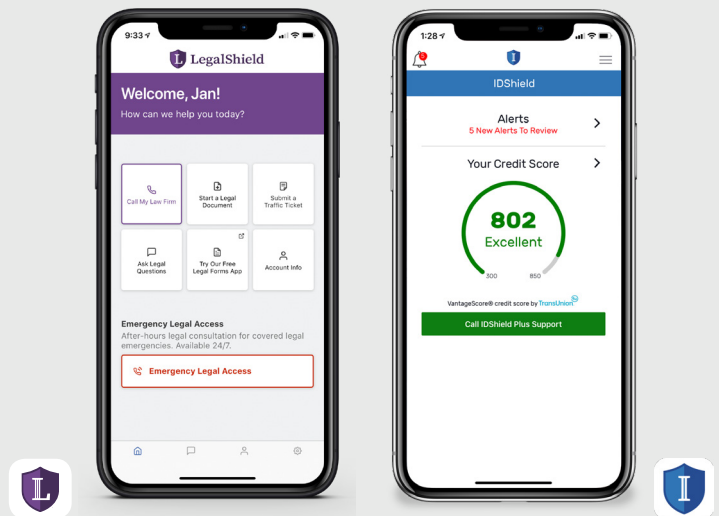 9:33
LegalShield
Welcome, Jan!
How can we help you today?
Call My Law Firm
Start a Legal
Document
Submit a
Traffic Ticket
Ask Legal
Questions
Try Our Free
Legal Forms App
Account Info
Emergency Legal Access
After-hours legal consultation for covered legal
emergencies. Available 24/7.
Emergency Legal Access
L
1:28
5
I
IDShield
Alerts
5 New Alerts To Review
Your Credit Score
802
Excellent
300 850
VantageScore® credit score by TransUnion
Call IDShield Plus Support
I